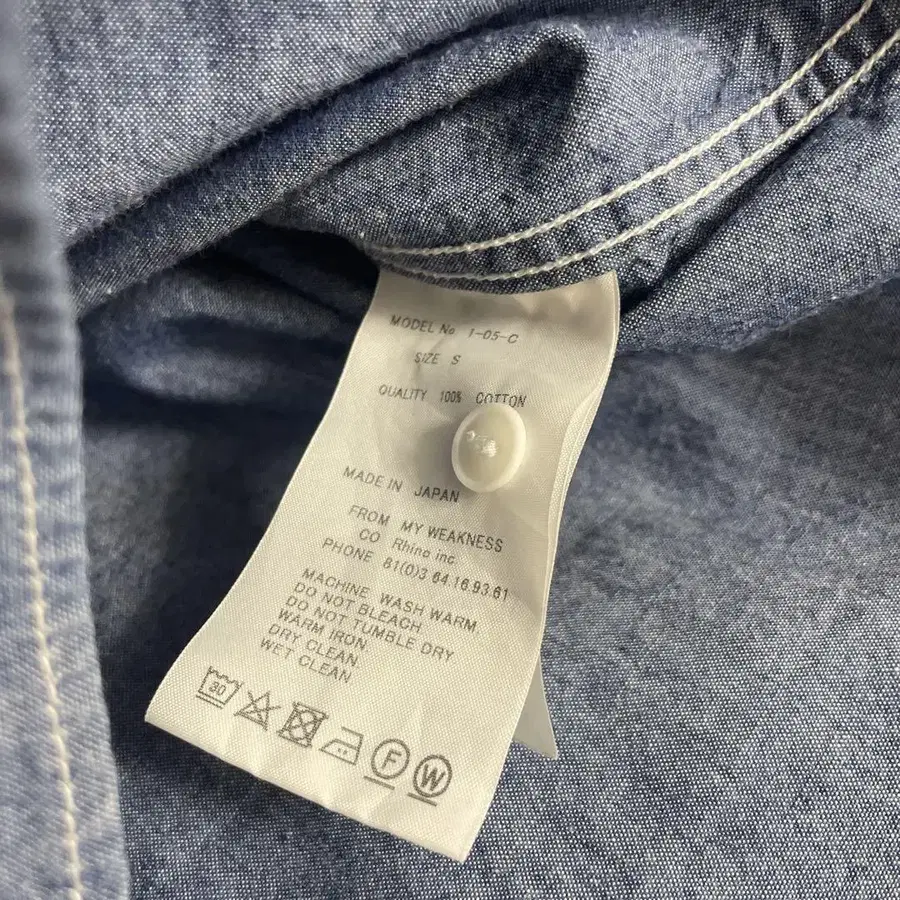 MODEL No 1-05-C
SIZE S
QUALITY 100% COTTON
MADE IN JAPAN
FROM MY WEAKNESS
CO Rhino inc.
PHONE 81(0)3 64.16.93.61
MACHINE WASH WARM,
DO NOT BLEACH
DO NOT TUMBLE DRY
WARM IRON
DRY CLEAN
WET CLEAN
30 F W